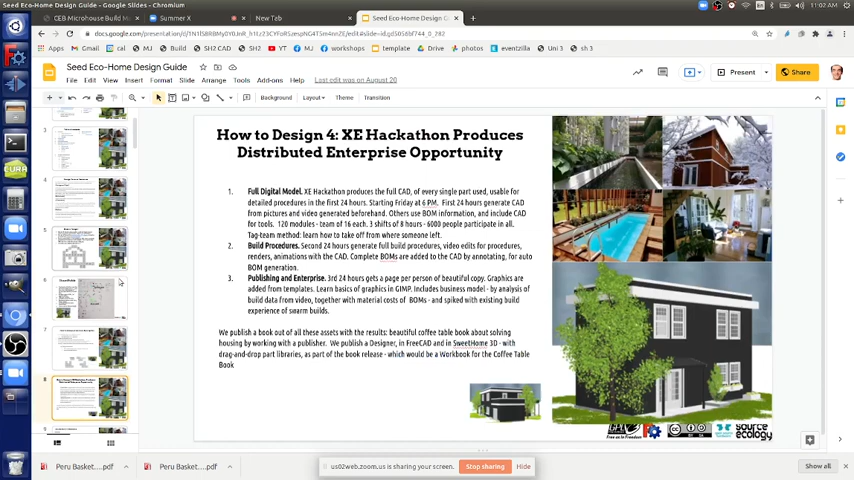 Seed Eco-Home Design Guide - Google Slides - Chromium
11:02 AM
CEB-Microhouse Build M
Summer X
New Tab
Seed Eco-Home Design G
docs.google.com/presentation/d/
Apps
M
Gmail
cal
MJ
Build
SH2 CAD
YT
MJ
workshops
template
drive
photos
eventzilla
Uni 3
sh 3
Seed Eco-Home Design Guide
File Edit View Insert Format Slide Arrange Tools Add-ons Help
Last edit was on August 20
Present
Share
Background
Layout
Theme
Transition
3
4
5
6
7
8
9
How to Design 4: XE Hackathon Produces
Distributed Enterprise Opportunity
1. Full Digital Model. XE Hackathon produces the full CAD, of every single part used, usable for
detailed procedures in the first 24 hours. Starting Friday at 6 PM. First 24 hours generate CAD
from pictures and video generated beforehand. Others use BOM information, and include CAD
for tools. 120 modules - team of 16 each. 3 shifts of 8 hours - 6000 people participate in all.
Tag-team method: learn how to take off from where someone left.
2. Build Procedures. Second 24 hours generate full build procedures, video edits for procedures,
renders, animations with the CAD. Complete BOMs are added to the CAD by annotating, for auto
BOM generation.
3. Publishing and Enterprise. 3rd 24 hours gets a page per person of beautiful copy. Graphics are
added from templates. Learn basics of graphics in GIMP. Includes business model - by analysis of
build data from video, together with material costs of BOMs - and spiked with existing build
experience of swarm builds.
We publish a book out of all these assets with the results: beautiful coffee table book about solving
housing by working with a publisher. We publish a Designer, in FreeCAD and in SweetHome 3D - with
drag-and-drop part libraries, as part of the book release - which would be a Workbook for the Coffee Table
Book
Free as in Freedom
CC
source
ecology
Peru Basket....pdf
Peru Basket....pdf
us02web.zoom.us is sharing your screen.
Stop sharing
Hide
Show all